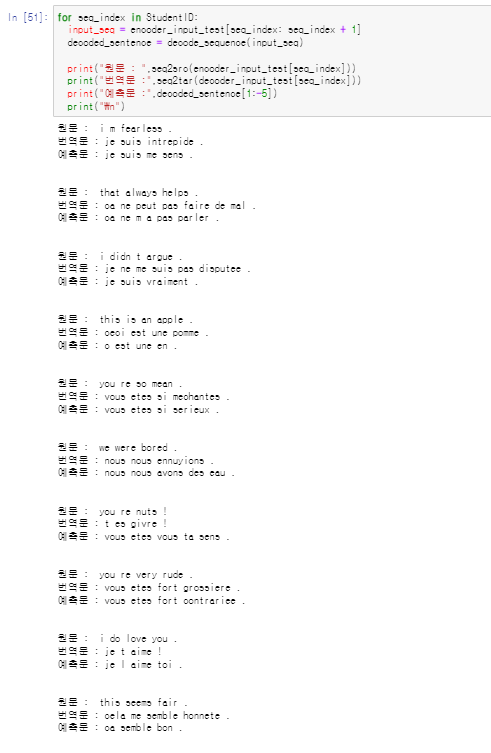 In [51]: for seq_index in StudentID:
input_seq = encoder_input_test[seq_index: seq_index + 1]
decoded_sentence = decode_sequence(input_seq)
print("원문 : ",seq2src(encoder_input_test[seq_index]))
print("번역문 :",seq2tar(decoder_input_test[seq_index]))
print("예측문 :",decoded_sentence[1:-5])
print("₩n")
원문 : i m fearless .
번역문 : je suis intrepide .
예측문 : je suis me sens .
원문 : that always helps .
번역문 : ca ne peut pas faire de mal .
예측문 : ca ne m a pas parler .
원문 : i didn t argue .
번역문 : je ne me suis pas disputee .
예측문 : je suis vraiment .
원문 : this is an apple .
번역문 : ceci est une pomme .
예측문 : c est une en .
원문 : you re so mean .
번역문 : vous etes si mechantes .
예측문 : vous etes si serieux .
원문 : we were bored .
번역문 : nous nous ennuyions .
예측문 : nous nous avons des eau .
원문 : you re nuts !
번역문 : t es givre !
예측문 : vous etes vous ta sens .
원문 : you re very rude .
번역문 : vous etes fort grossiere .
예측문 : vous etes fort contrariee .
원문 : i do love you .
번역문 : je t aime !
예측문 : je l aime toi .
원문 : this seems fair .
번역문 : cela me semble honnete .
예측문 : ca semble bon .